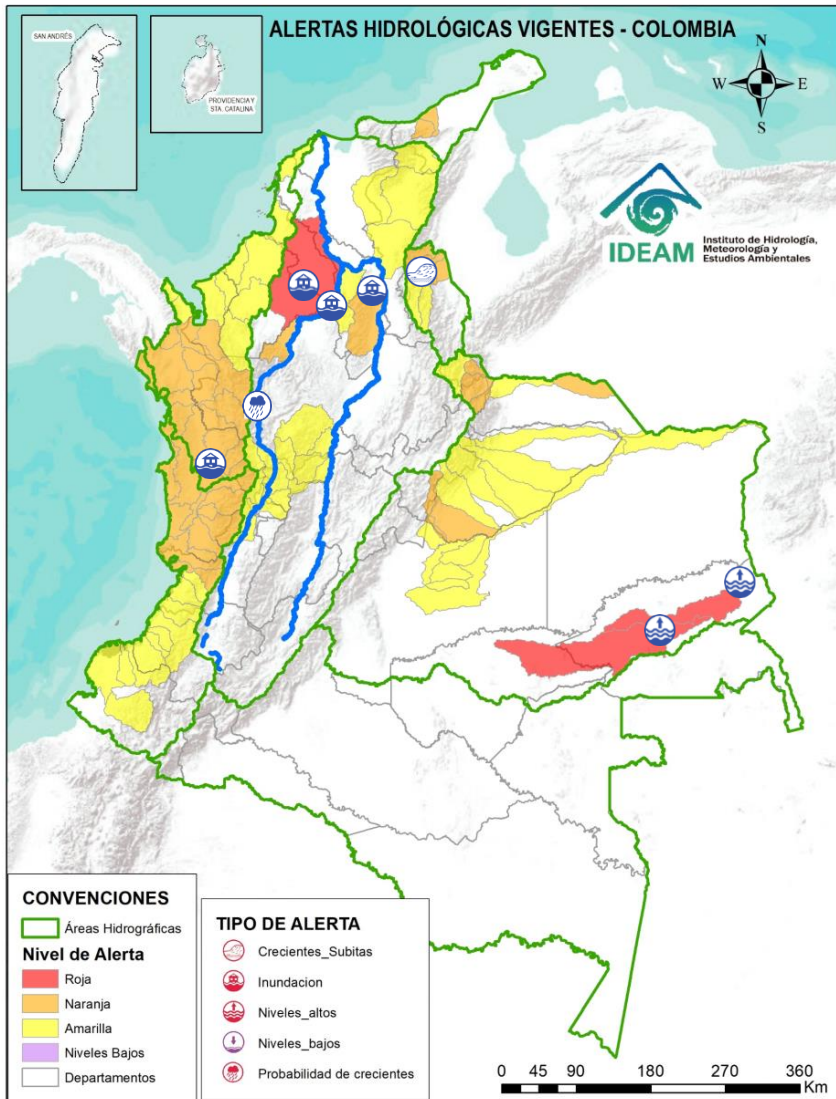 ALERTAS HIDROLÓGICAS VIGENTES - COLOMBIA
SAN ANDRÉS
PROVIDENCIA Y
STA. CATALINA
N
W
E
S
IDEAM
Instituto de Hidrología,
Meteorología y
Estudios Ambientales
CONVENCIONES
Áreas Hidrográficas
Nivel de Alerta
Roja
Naranja
Amarilla
Niveles Bajos
Departamentos
TIPO DE ALERTA
Crecientes_Subitas
Inundacion
Niveles_altos
Niveles_bajos
Probabilidad de crecientes
0 45 90 180 270 360
Km